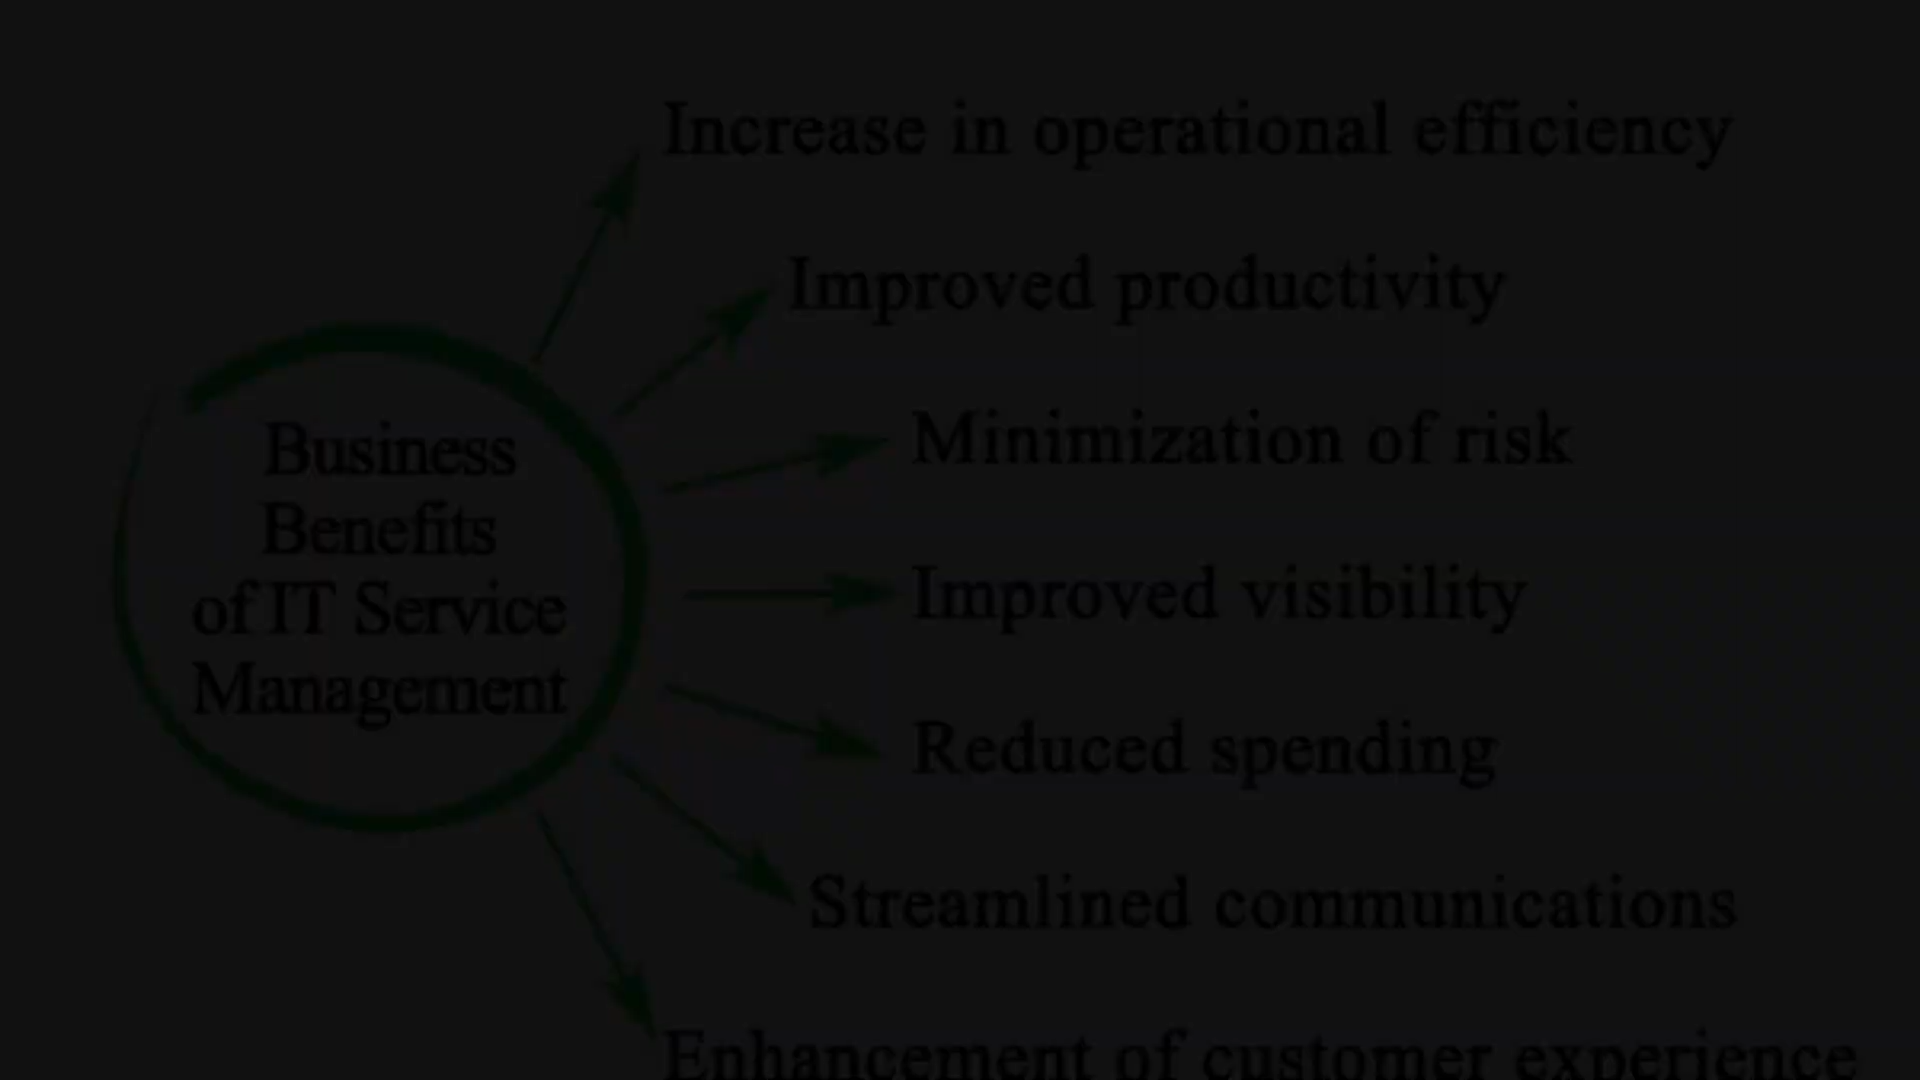 Increase in operational efficiency
Improved productivity
Minimization of risk
Business
Benefits
of IT Service
Management
Improved visibility
Reduced spending
Streamlined communications
Enhancement of customer experience